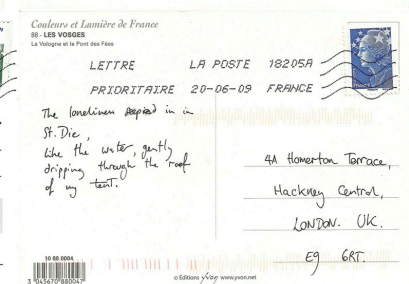 Couleurs et Lumière de France
88 - LES VOSGES
La Vologne et le Pont des Fées
LETTRE LA POSTE 18205A
PRIORITAIRE 20-06-09 FRANCE
The loneliness seeped in in
St. Die,
like the water, gently
dripping through the roof
of my tent.
4A Homerton Terrace,
Hackney Central,
LONDON. UK.
E9 6RT.
10 88.0004
3 045670 880047
© Editions yvon www.yvon.net